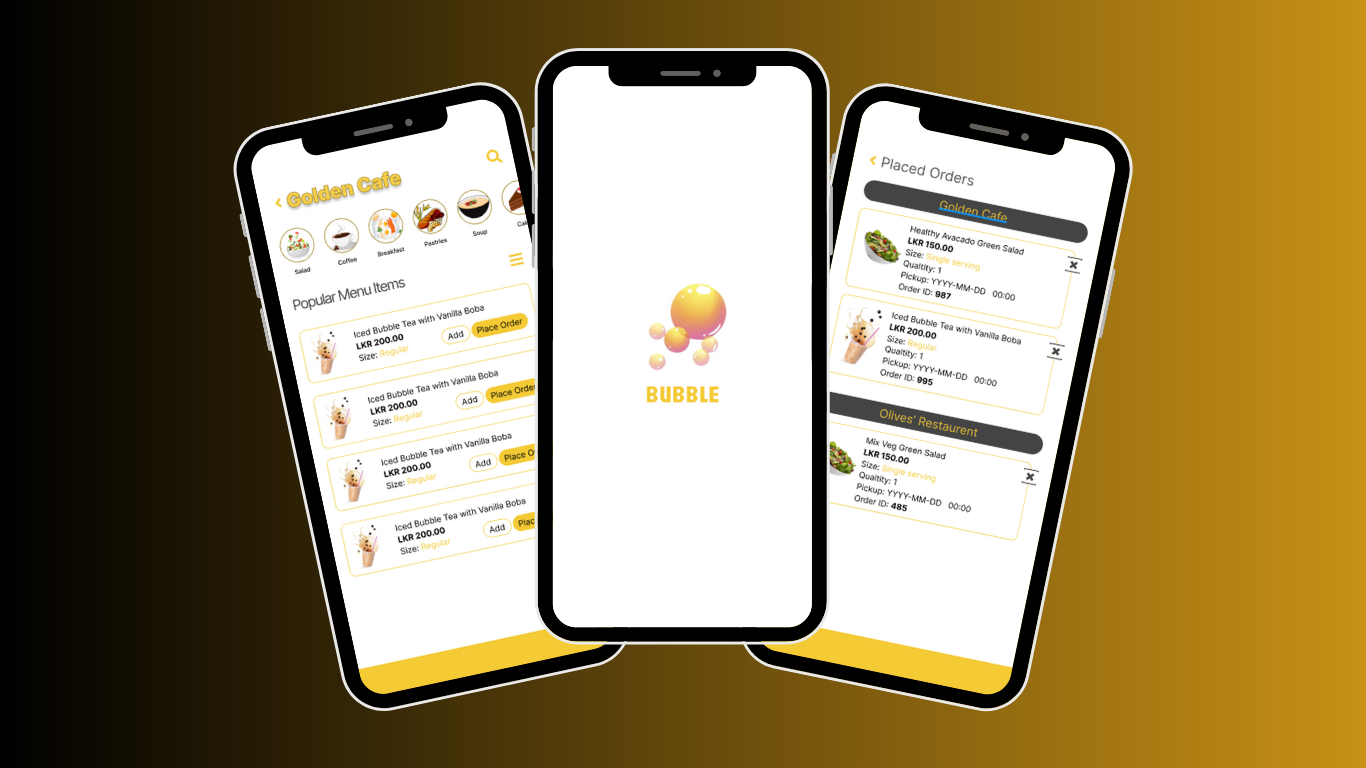 Golden Cafe
Salad
Coffee
Breakfast
Pastries
Soup
Popular Menu Items
Iced Bubble Tea with Vanilla Boba
LKR 200.00
Size: Regular
Add
Place Order
Iced Bubble Tea with Vanilla Boba
LKR 200.00
Size: Regular
Add
Place Order
Iced Bubble Tea with Vanilla Boba
LKR 200.00
Size: Regular
Add
Place O
Iced Bubble Tea with Vanilla Boba
LKR 200.00
Size: Regular
Add
Plac
BUBBLE
Placed Orders
Golden Cafe
Healthy Avacado Green Salad
LKR 150.00
Size: Single serving
Qualtity: 1
Pickup: YYYY-MM-DD 00:00
Order ID: 987
Iced Bubble Tea with Vanilla Boba
LKR 200.00
Size: Regular
Qualtity: 1
Pickup: YYYY-MM-DD 00:00
Order ID: 995
Olives' Restaurent
Mix Veg Green Salad
LKR 150.00
Size: Single serving
Qualtity: 1
Pickup: YYYY-MM-DD 00:00
Order ID: 485